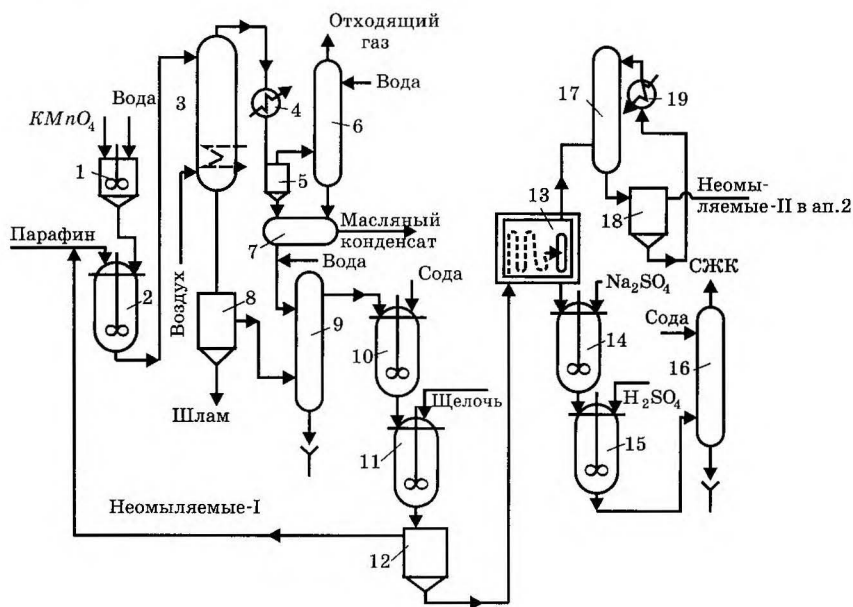 Отходящий
газ
Вода
KMnO₄
Вода
3
4
6
17
19
1
5
Неомы-
ляемые-II в ап.2
13
18
Масляный
конденсат
7
Парафин
Вода
СЖК
Сода
Na₂SO₄
2
Воздух
8
9
10
14
Сода
16
Шлам
Щелочь
H₂SO₄
11
15
Неомыляемые-I
12